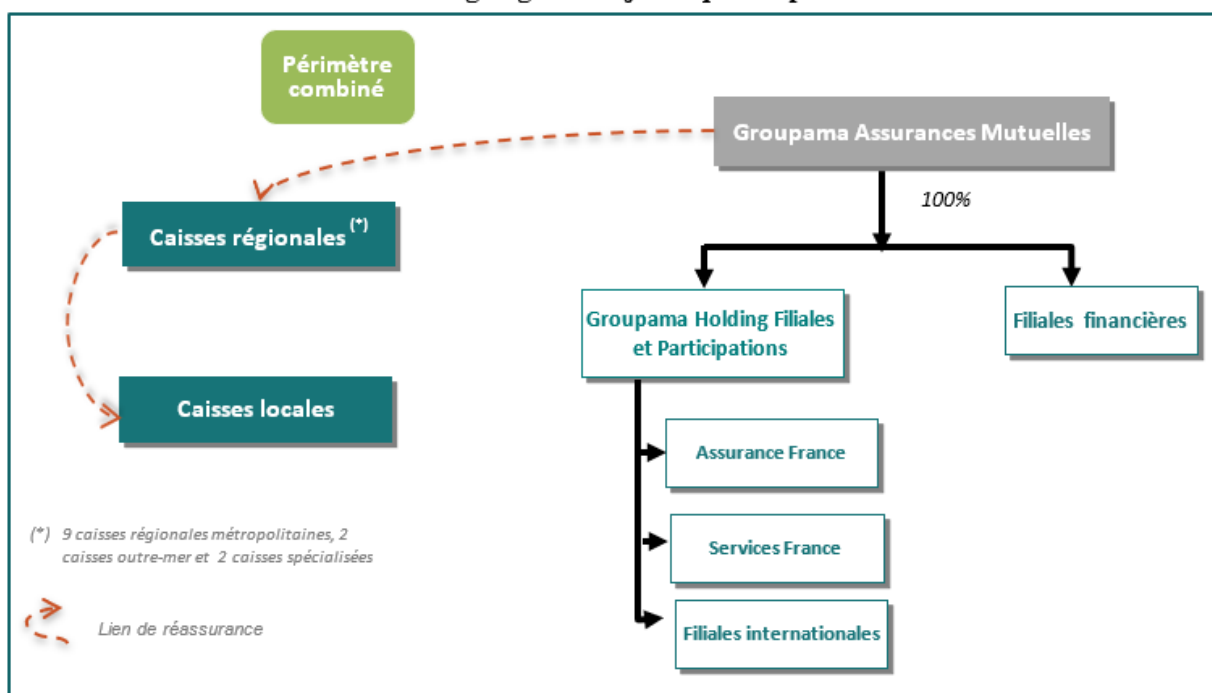 Périmètre
combiné
Groupama Assurances Mutuelles
100%
Caisses régionales (*)
Groupama Holding Filiales
et Participations
Filiales financières
Caisses locales
Assurance France
Services France
Filiales internationales
(*) 9 caisses régionales métropolitaines, 2
caisses outre-mer et 2 caisses spécialisées
Lien de réassurance